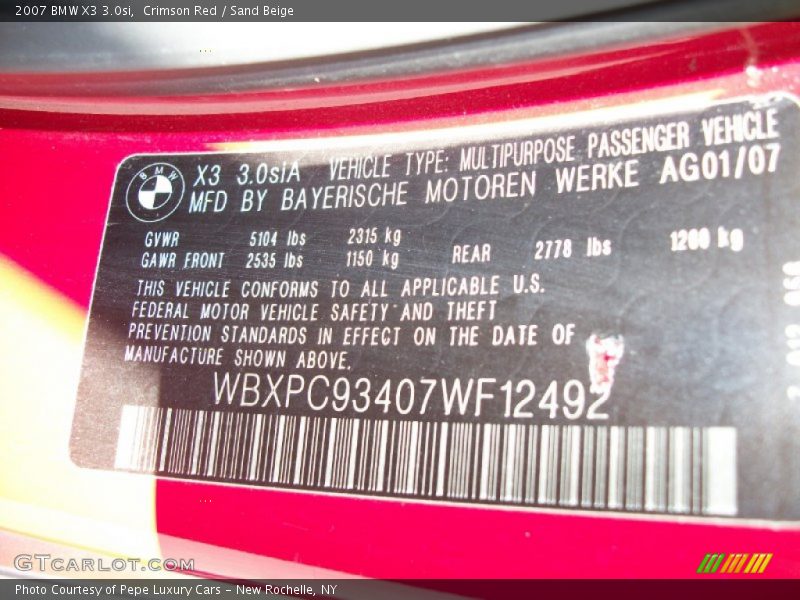 2007 BMW X3 3.0si, Crimson Red / Sand Beige
BMW
X3 3.0siA VEHICLE TYPE: MULTIPURPOSE PASSENGER VEHICLE
MFD BY BAYERISCHE MOTOREN WERKE AG01/07
GVWR 5104 lbs 2315 kg
GAWR FRONT 2535 lbs 1150 kg REAR 2778 lbs 1260 kg
THIS VEHICLE CONFORMS TO ALL APPLICABLE U.S.
FEDERAL MOTOR VEHICLE SAFETY AND THEFT
PREVENTION STANDARDS IN EFFECT ON THE DATE OF
MANUFACTURE SHOWN ABOVE.
WBXPC93407WF12492
GTCARLOT.COM
Photo Courtesy of Pepe Luxury Cars – New Rochelle, NY